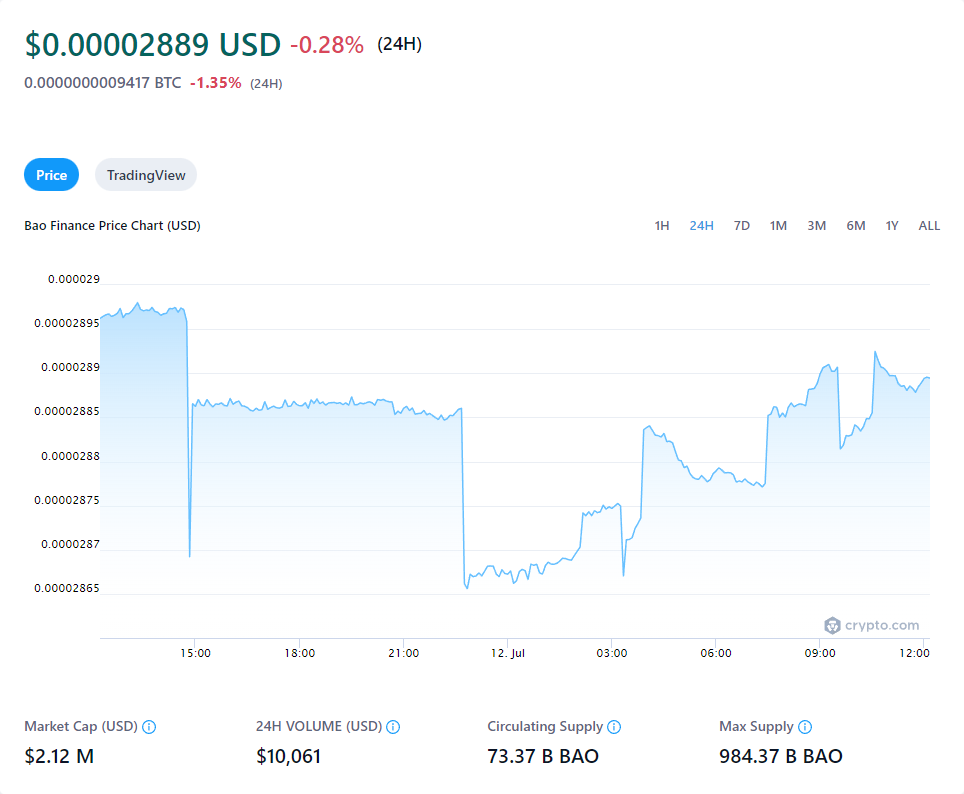 $0.00002889 USD -0.28% (24H)
0.0000000009417 BTC -1.35% (24H)
Price TradingView
Bao Finance Price Chart (USD) 1H 24H 7D 1M 3M 6M 1Y ALL
0.000029
0.00002895
0.0000289
0.00002885
0.0000288
0.00002875
0.0000287
0.00002865
crypto.com
15:00 18:00 21:00 12. Jul 03:00 06:00 09:00 12:00
Market Cap (USD) 24H VOLUME (USD) Circulating Supply Max Supply
$2.12 M $10,061 73.37 B BAO 984.37 B BAO